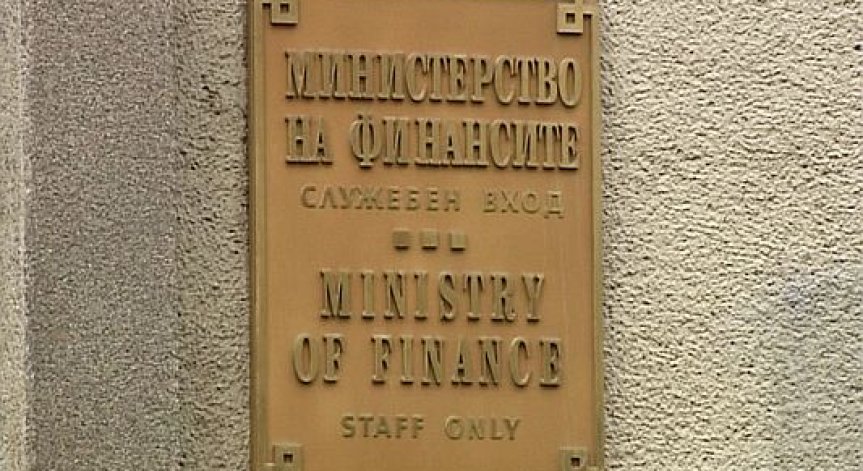 МИНИСТЕРСТВО
НА ФИНАНСИТЕ
СЛУЖЕБЕН ВХОД
MINISTRY
OF FINANCE
STAFF ONLY